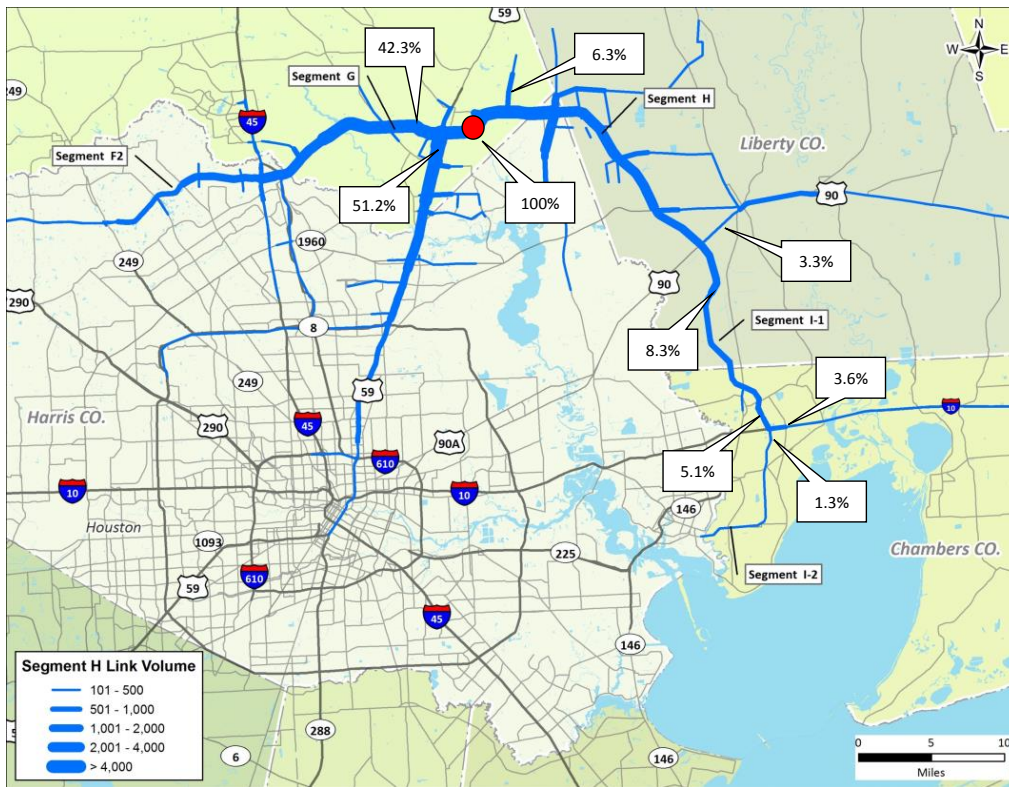 59
N
W E
S
42.3%
6.3%
249
Segment G
Segment H
45
Liberty CO.
Segment F2
51.2%
100%
90
1960
3.3%
249
90
290
8
8.3%
Segment I-1
249
59
3.6%
Harris CO.
45
10
290
90A
610
5.1%
10
10
1.3%
146
Houston
1093
225
Chambers CO.
59
610
Segment I-2
45
146
Segment H Link Volume
101 - 500
501 - 1,000
1,001 - 2,000
2,001 - 4,000
> 4,000
288
6
146
0 5 10
Miles